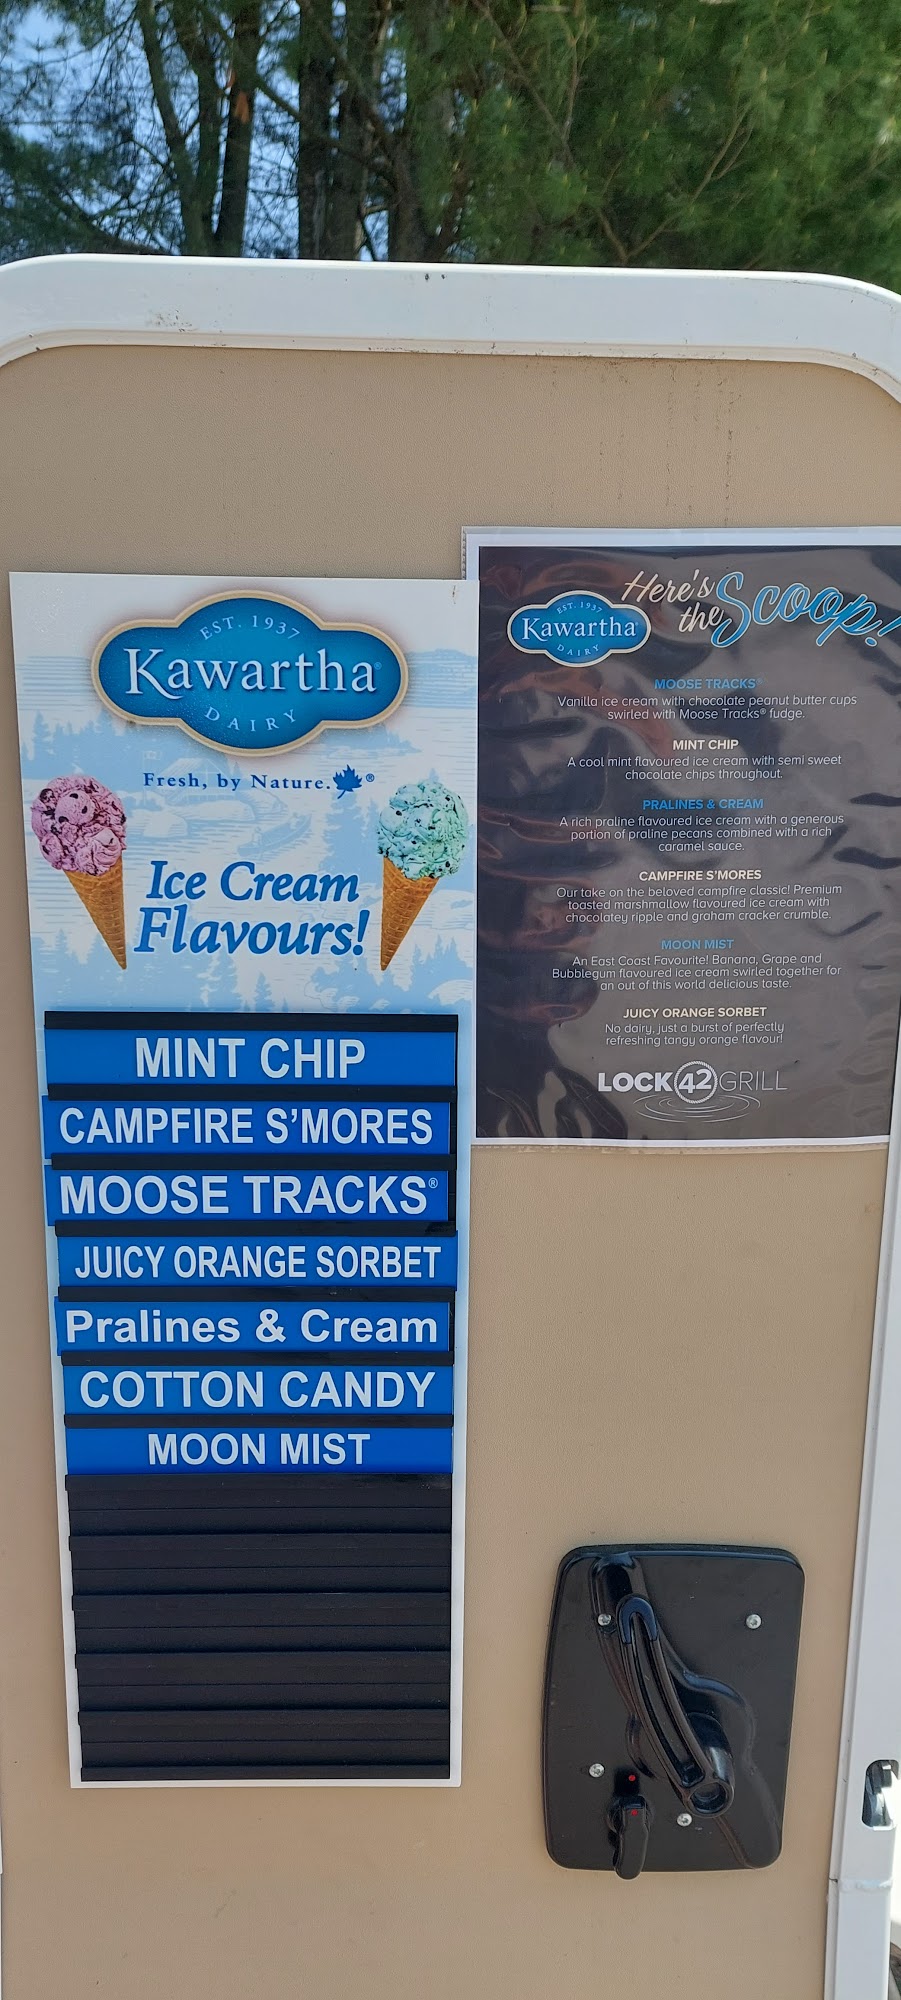 EST. 1937
Kawartha®
DAIRY
Fresh, by Nature.®
Ice Cream
Flavours!
MINT CHIP
CAMPFIRE S'MORES
MOOSE TRACKS®
JUICY ORANGE SORBET
Pralines & Cream
COTTON CANDY
MOON MIST
EST. 1937
Kawartha®
DAIRY
Here's
the Scoop!
MOOSE TRACKS®
Vanilla ice cream with chocolate peanut butter cups
swirled with Moose Tracks® fudge.
MINT CHIP
A cool mint flavoured ice cream with semi sweet
chocolate chips throughout.
PRALINES & CREAM
A rich praline flavoured ice cream with a generous
portion of praline pecans combined with a rich
caramel sauce.
CAMPFIRE S'MORES
Our take on the beloved campfire classic! Premium
toasted marshmallow flavoured ice cream with
chocolatey ripple and graham cracker crumble.
MOON MIST
An East Coast Favourite! Banana, Grape and
Bubblegum flavoured ice cream swirled together for
an out of this world delicious taste.
JUICY ORANGE SORBET
No dairy, just a burst of perfectly
refreshing tangy orange flavour!
LOCK 42 GRILL